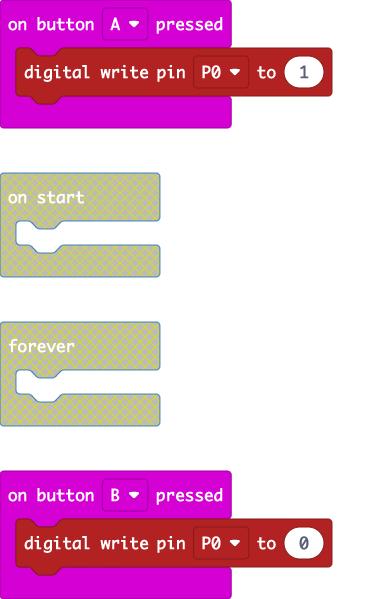 on button A pressed
digital write pin P0 to 1
on start
forever
on button B pressed
digital write pin P0 to 0